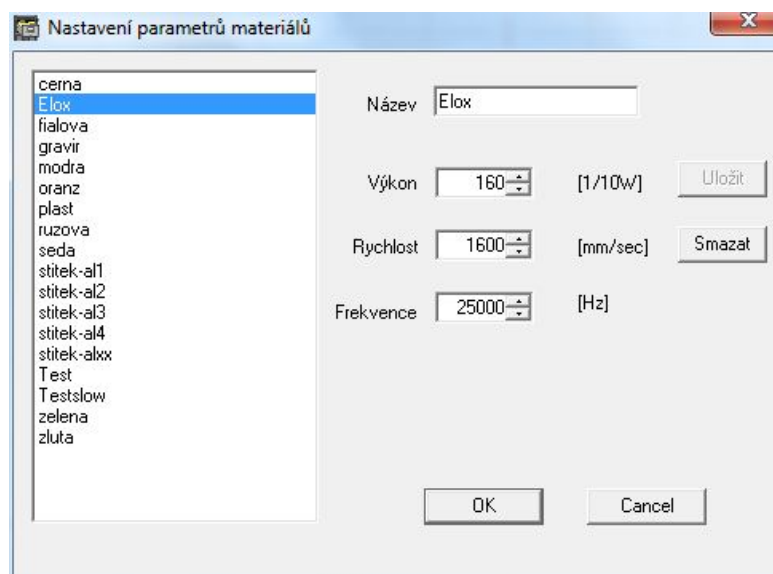 Nastavení parametrů materiálů
cerna
Elox
fialova
gravir
modra
oranz
plast
ruzova
seda
stitek-al1
stitek-al2
stitek-al3
stitek-al4
stitek-alxx
Test
Testslow
zelena
zluta
Název Elox
Výkon 160 [1/10W] Uložit
Rychlost 1600 [mm/sec] Smazat
Frekvence 25000 [Hz]
OK Cancel